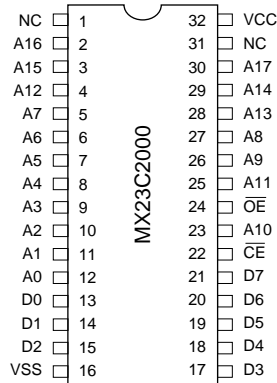 NC 1 32 VCC
A16 2 31 NC
A15 3 30 A17
A12 4 29 A14
A7 5 28 A13
A6 6 27 A8
A5 7 26 A9
A4 8 25 A11
A3 9 24 O̅E̅
A2 10 23 A10
A1 11 22 C̅E̅
A0 12 21 D7
D0 13 20 D6
D1 14 19 D5
D2 15 18 D4
VSS 16 17 D3
MX23C2000